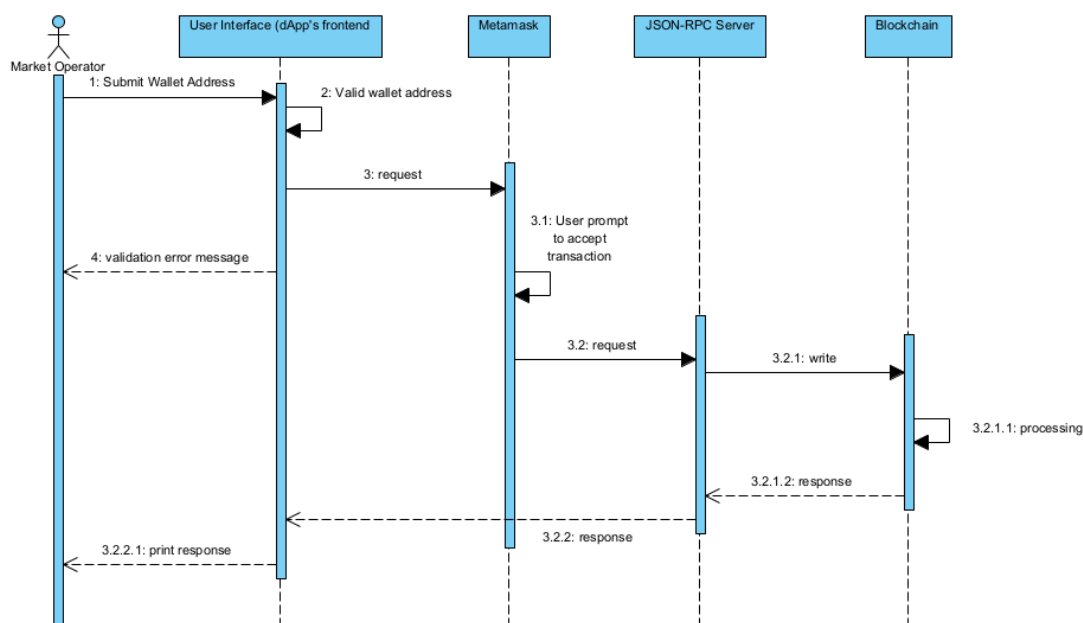 User Interface (dApp's frontend
Metamask
JSON-RPC Server
Blockchain
Market Operator
1: Submit Wallet Address
2: Valid wallet address
3: request
3.1: User prompt
to accept
transaction
4: validation error message
3.2: request
3.2.1: write
3.2.1.1: processing
3.2.1.2: response
3.2.2: response
3.2.2.1: print response